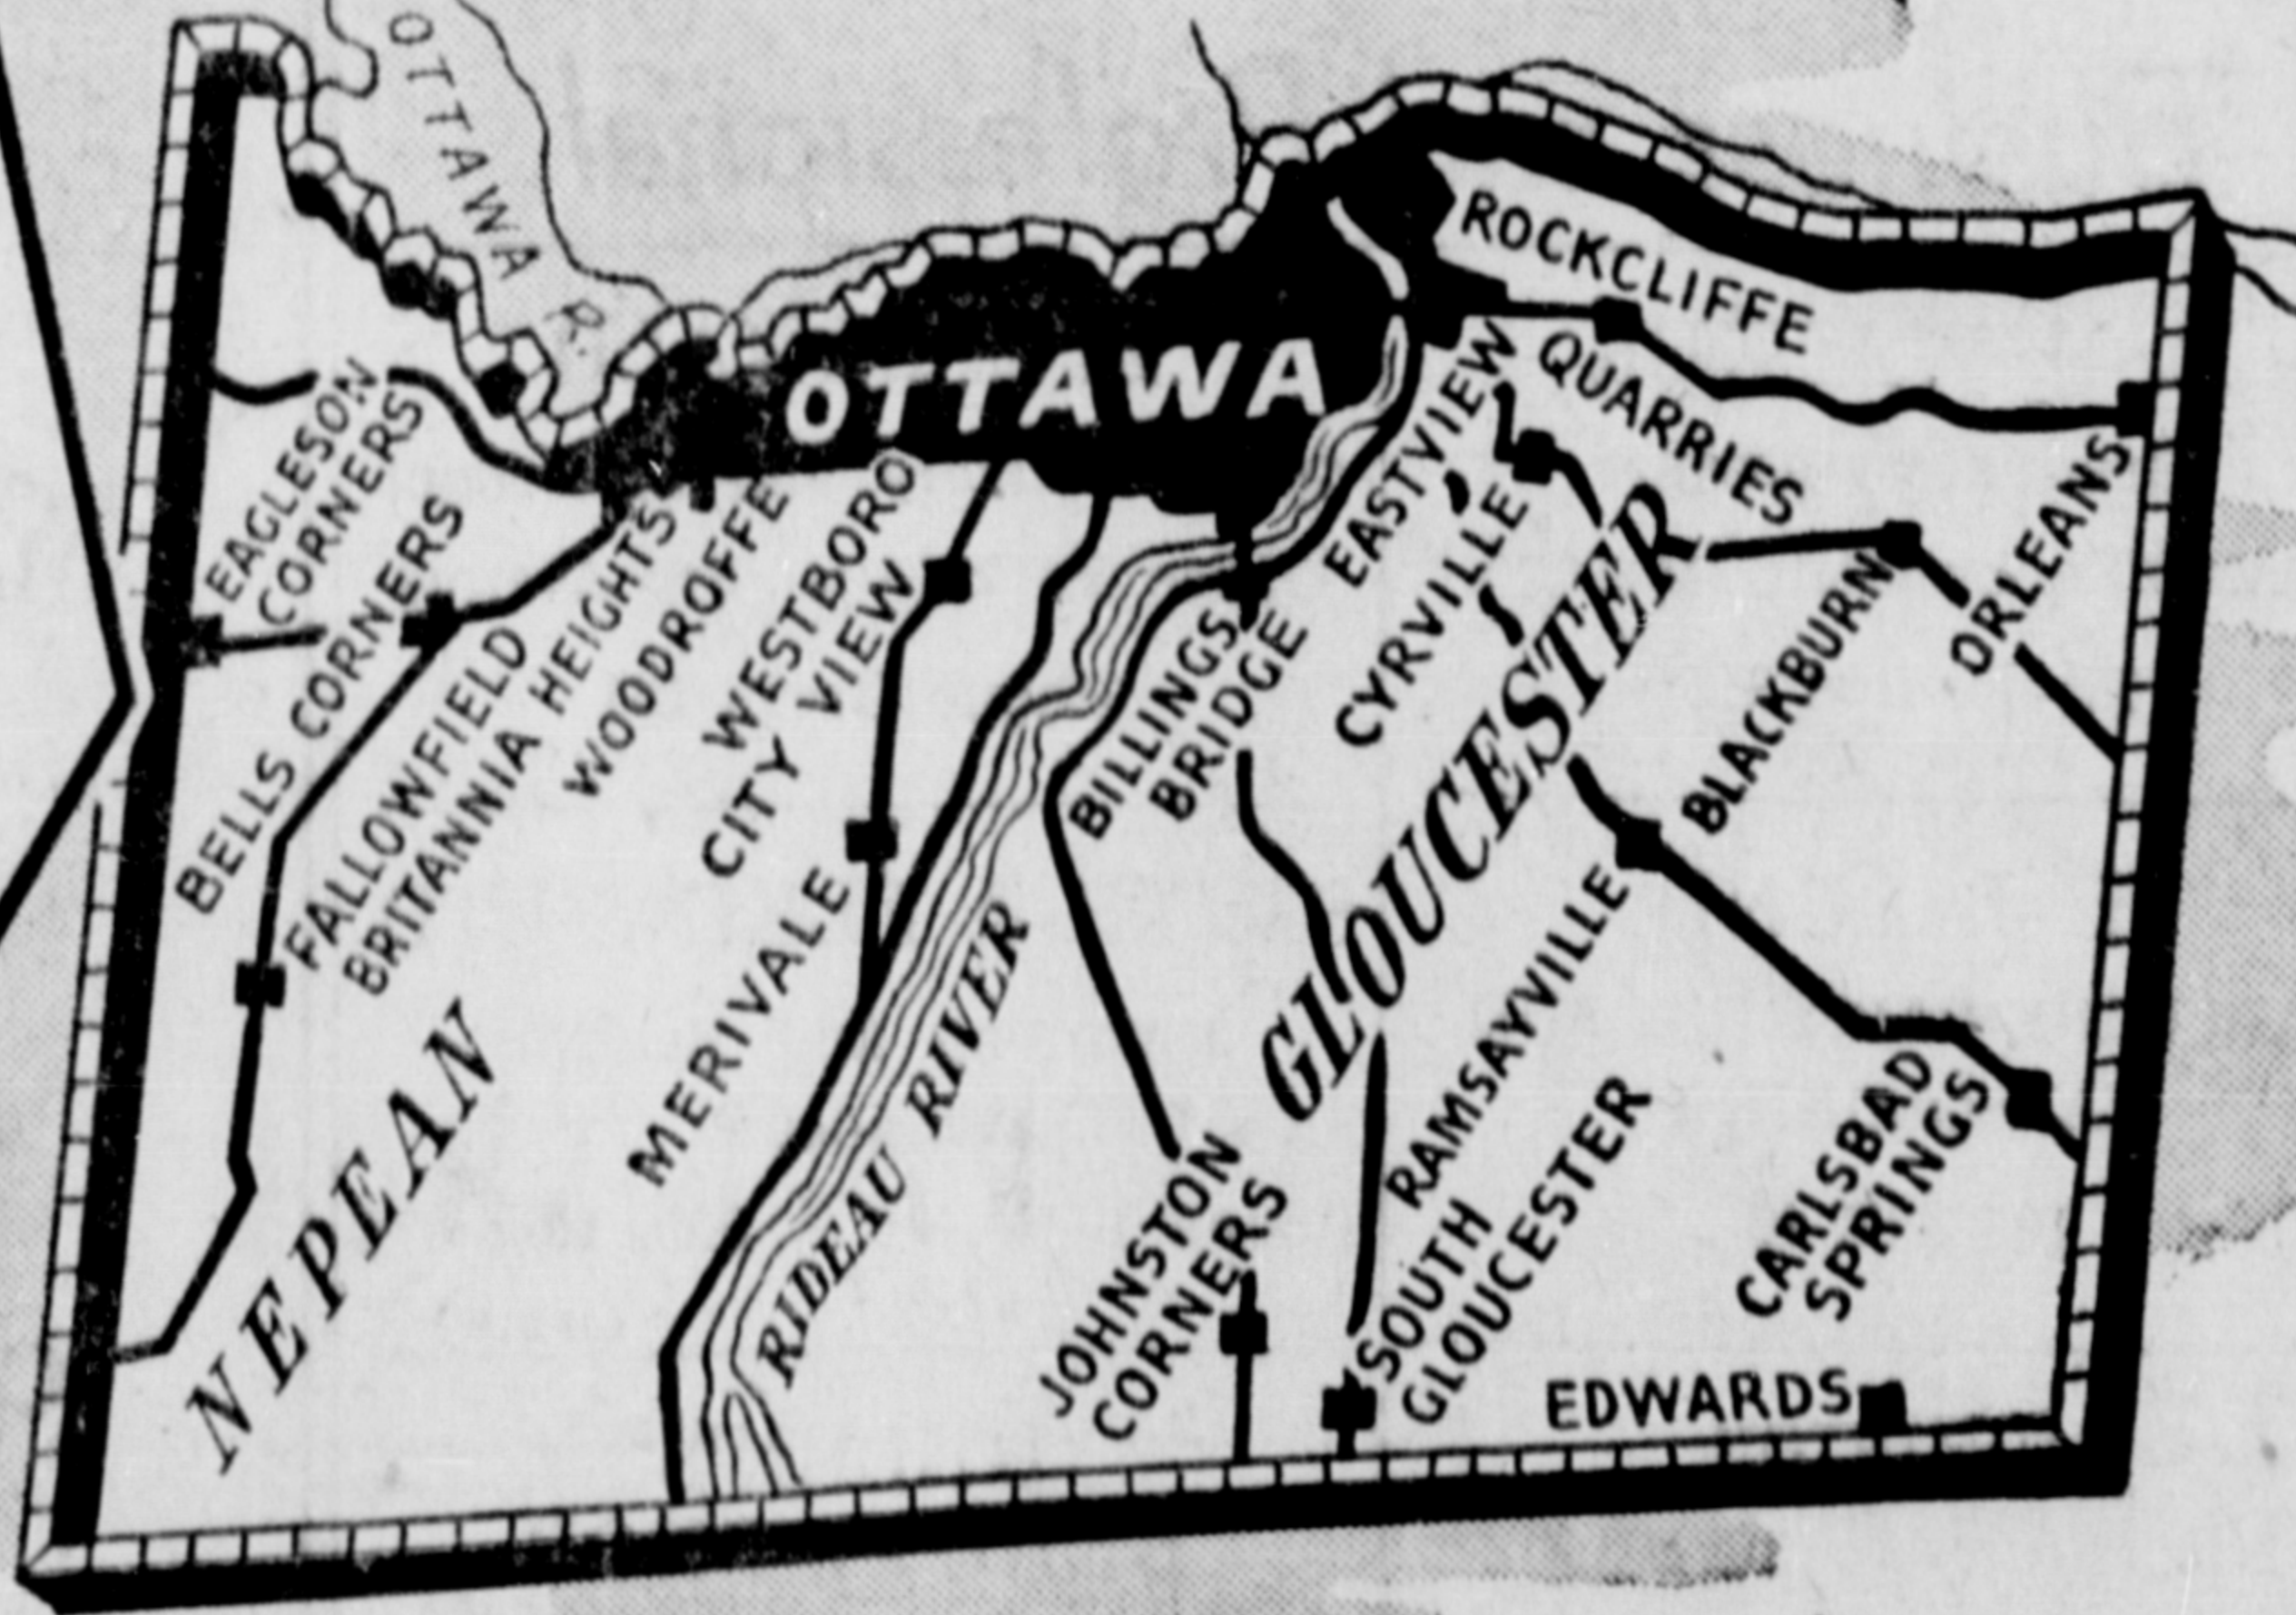 OTTAWA R.
OTTAWA
ROCKCLIFFE
QUARRIES
EASTVIEW
CYRVILLE
ORLEANS
BLACKBURN
EAGLESON
CORNERS
BELLS CORNERS
FALLOWFIELD
BRITANNIA HEIGHTS
WOODROFFE
WESTBORO
CITY VIEW
MERIVALE
NEPEAN
RIDEAU RIVER
BILLINGS
BRIDGE
GLOUCESTER
RAMSAYVILLE
JOHNSTON
CORNERS
SOUTH
GLOUCESTER
CARLSBAD
SPRINGS
EDWARDS